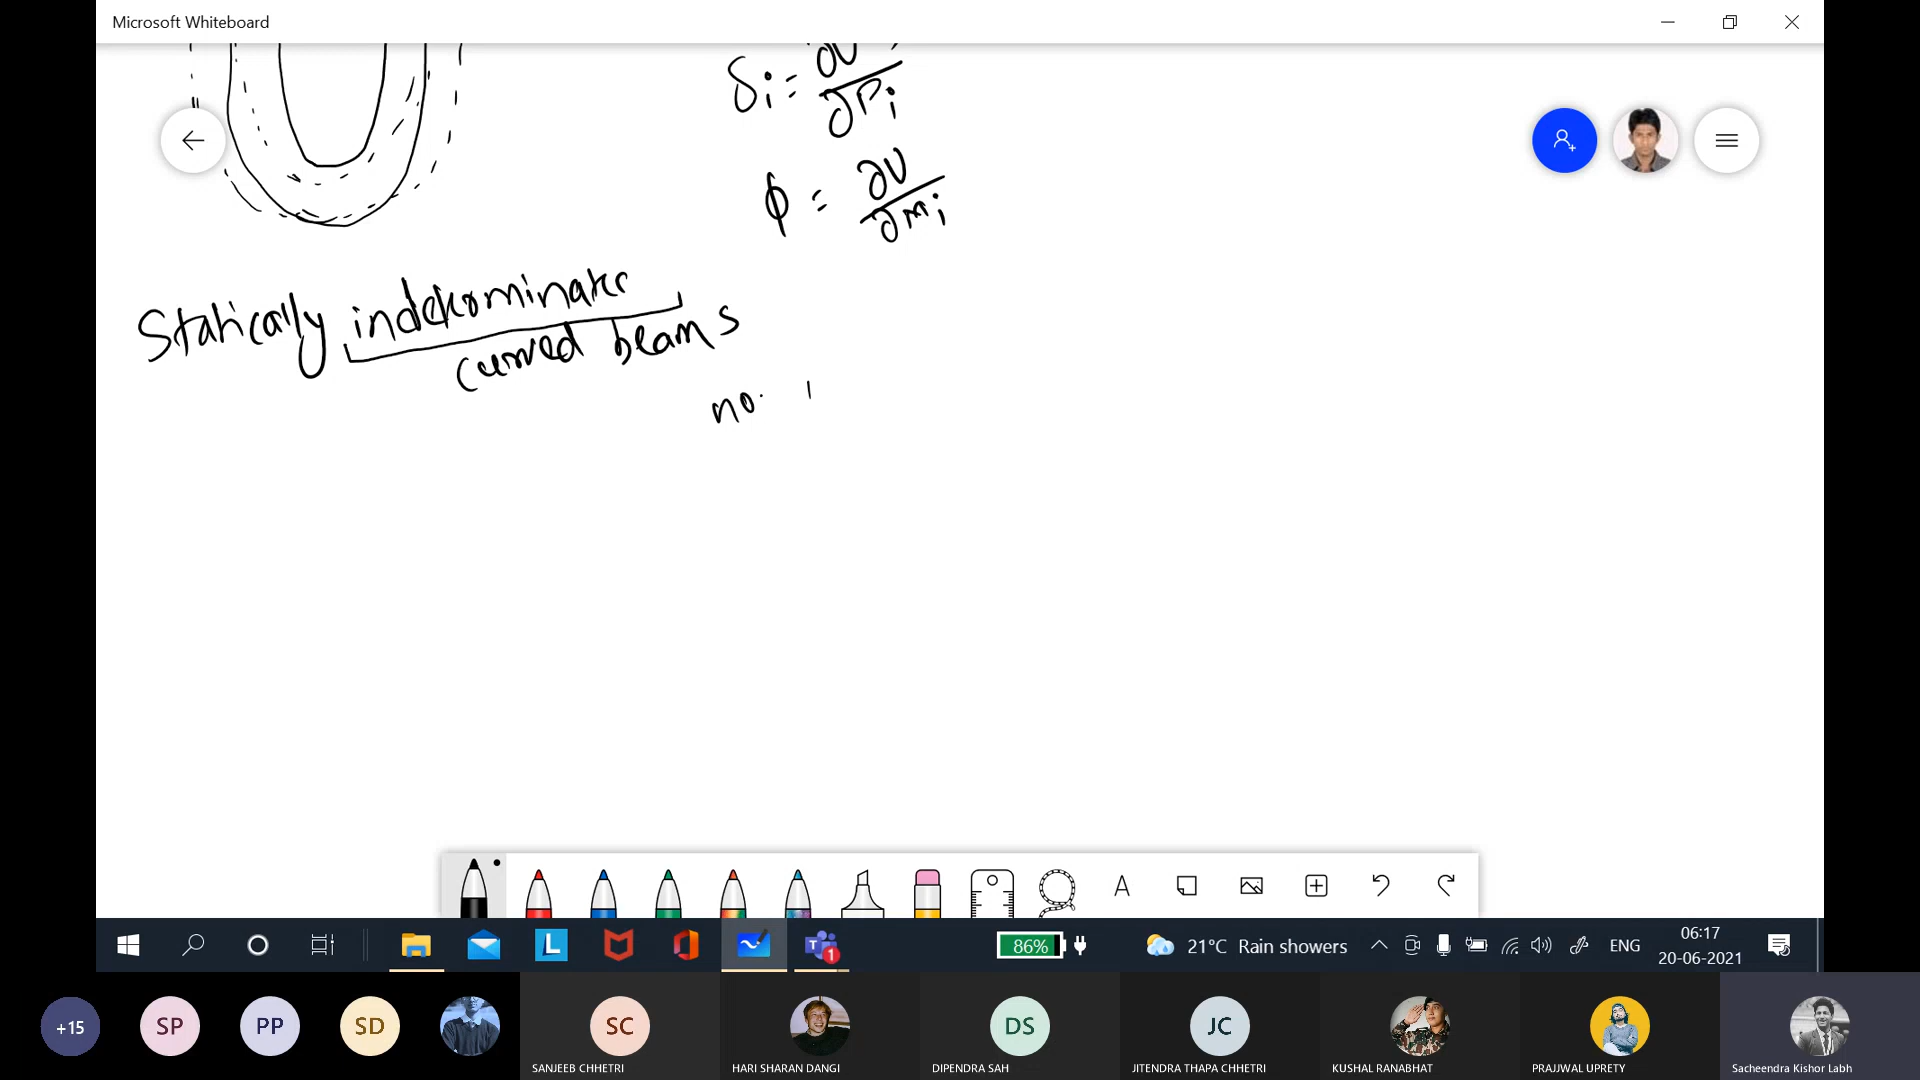 Microsoft Whiteboard
δi = ∂U/∂Pi
ϕ = ∂U/∂Mi
Statically indeterminate
curved beams
no.
A
L
1
86%
21°C Rain showers
ENG
06:17
20-06-2021
+15
SP
PP
SD
SC
DS
JC
SANJEEB CHHETRI
HARI SHARAN DANGI
DIPENDRA SAH
JITENDRA THAPA CHHETRI
KUSHAL RANABHAT
PRAJJWAL UPRETY
Sacheendra Kishor Labh